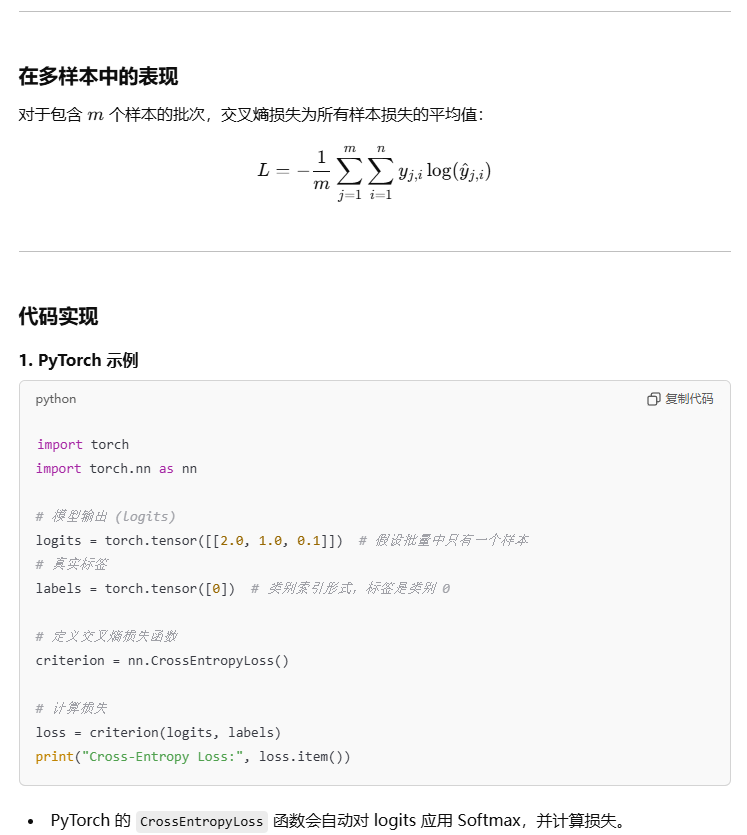 在多样本中的表现
对于包含 m 个样本的批次，交叉熵损失为所有样本损失的平均值：
L = -\frac{1}{m} \sum_{j=1}^{m} \sum_{i=1}^{n} y_{j,i} \log(\hat{y}_{j,i})
代码实现
1. PyTorch 示例
python 复制代码
import torch
import torch.nn as nn
# 模型输出 (logits)
logits = torch.tensor([[2.0, 1.0, 0.1]])  # 假设批量中只有一个样本
# 真实标签
labels = torch.tensor([0])  # 类别索引形式，标签是类别 0
# 定义交叉熵损失函数
criterion = nn.CrossEntropyLoss()
# 计算损失
loss = criterion(logits, labels)
print("Cross-Entropy Loss:", loss.item())
• PyTorch 的 CrossEntropyLoss 函数会自动对 logits 应用 Softmax，并计算损失。